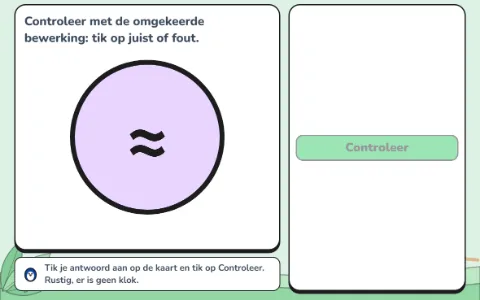 Controleer met de omgekeerde
bewerking: tik op juist of fout.
≈
Controleer
Tik je antwoord aan op de kaart en tik op Controleer.
Rustig, er is geen klok.